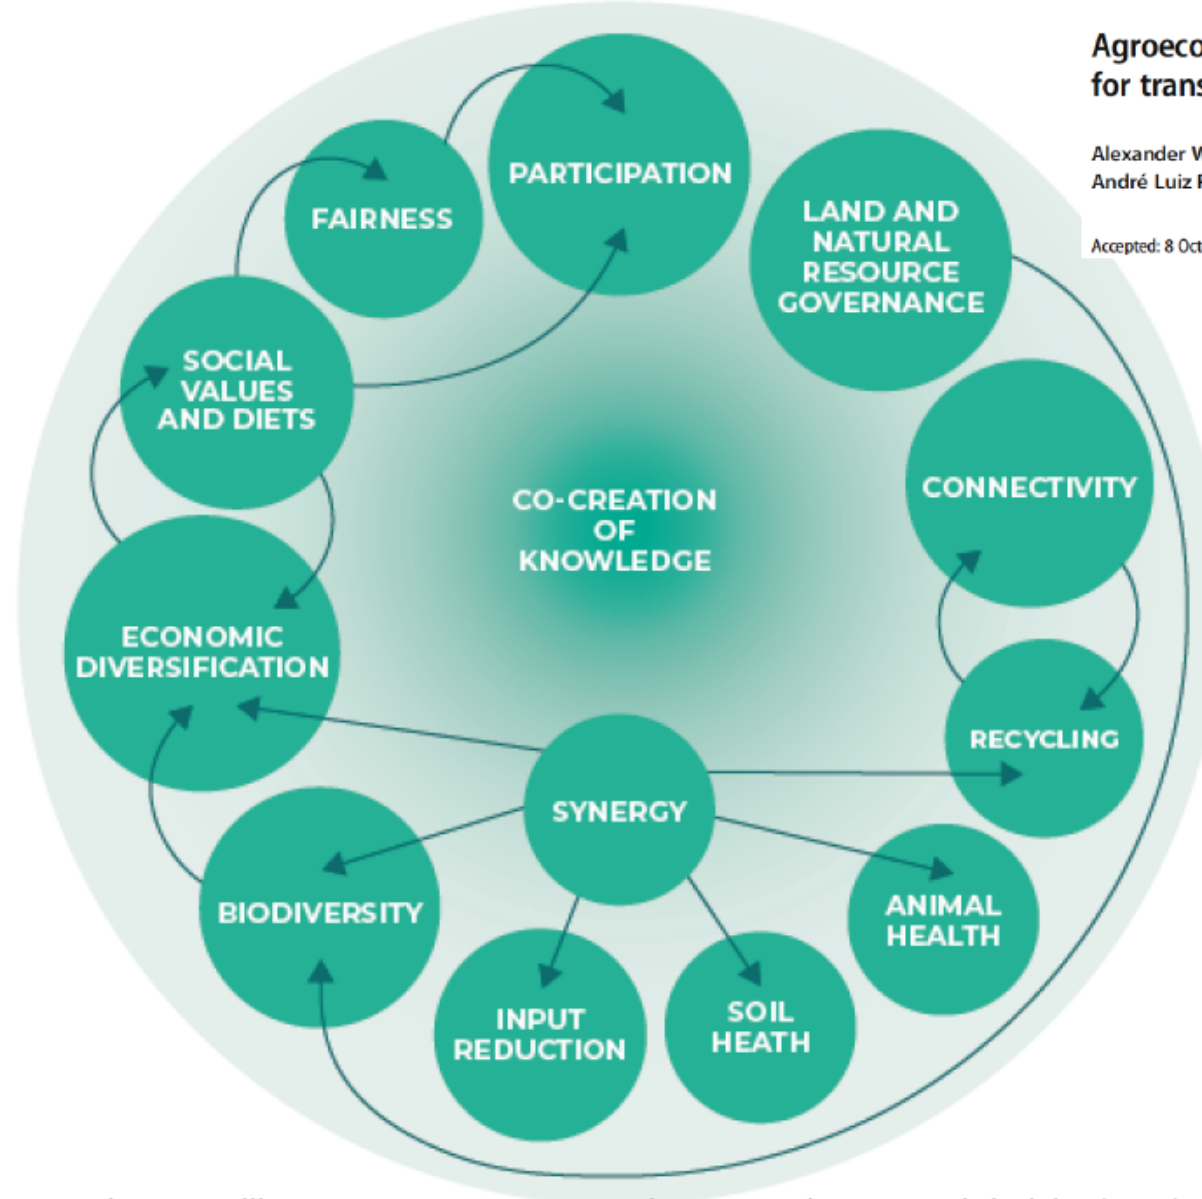 Agroeco
for trans
Alexander W
André Luiz
Accepted: 8 Oct
PARTICIPATION
FAIRNESS
LAND AND
NATURAL
RESOURCE
GOVERNANCE
SOCIAL
VALUES
AND DIETS
CONNECTIVITY
CO-CREATION
OF
KNOWLEDGE
ECONOMIC
DIVERSIFICATION
RECYCLING
SYNERGY
BIODIVERSITY
ANIMAL
HEALTH
INPUT
REDUCTION
SOIL
HEATH